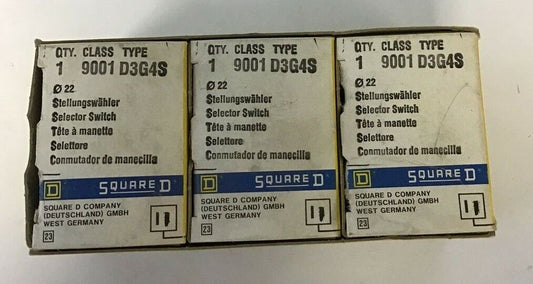 QTY. CLASS TYPE
1 9001 D3G4S
Ø 22
Stellungswähler
Selector Switch
Tête à manette
Selettore
Conmutador de manecilla
D SQUARE D
SQUARE D COMPANY
(DEUTSCHLAND) GMBH
WEST GERMANY
23
QTY. CLASS TYPE
1 9001 D3G4S
Ø 22
Stellungswähler
Selector Switch
Tête à manette
Selettore
Conmutador de manecilla
D SQUARE D
SQUARE D COMPANY
(DEUTSCHLAND) GMBH
WEST GERMANY
23
QTY. CLASS TYPE
1 9001 D3G4S
Ø 22
Stellungswähler
Selector Switch
Tête à manette
Selettore
Conmutador de manecilla
D SQUARE D
SQUARE D COMPANY
(DEUTSCHLAND) GMBH
WEST GERMANY
23